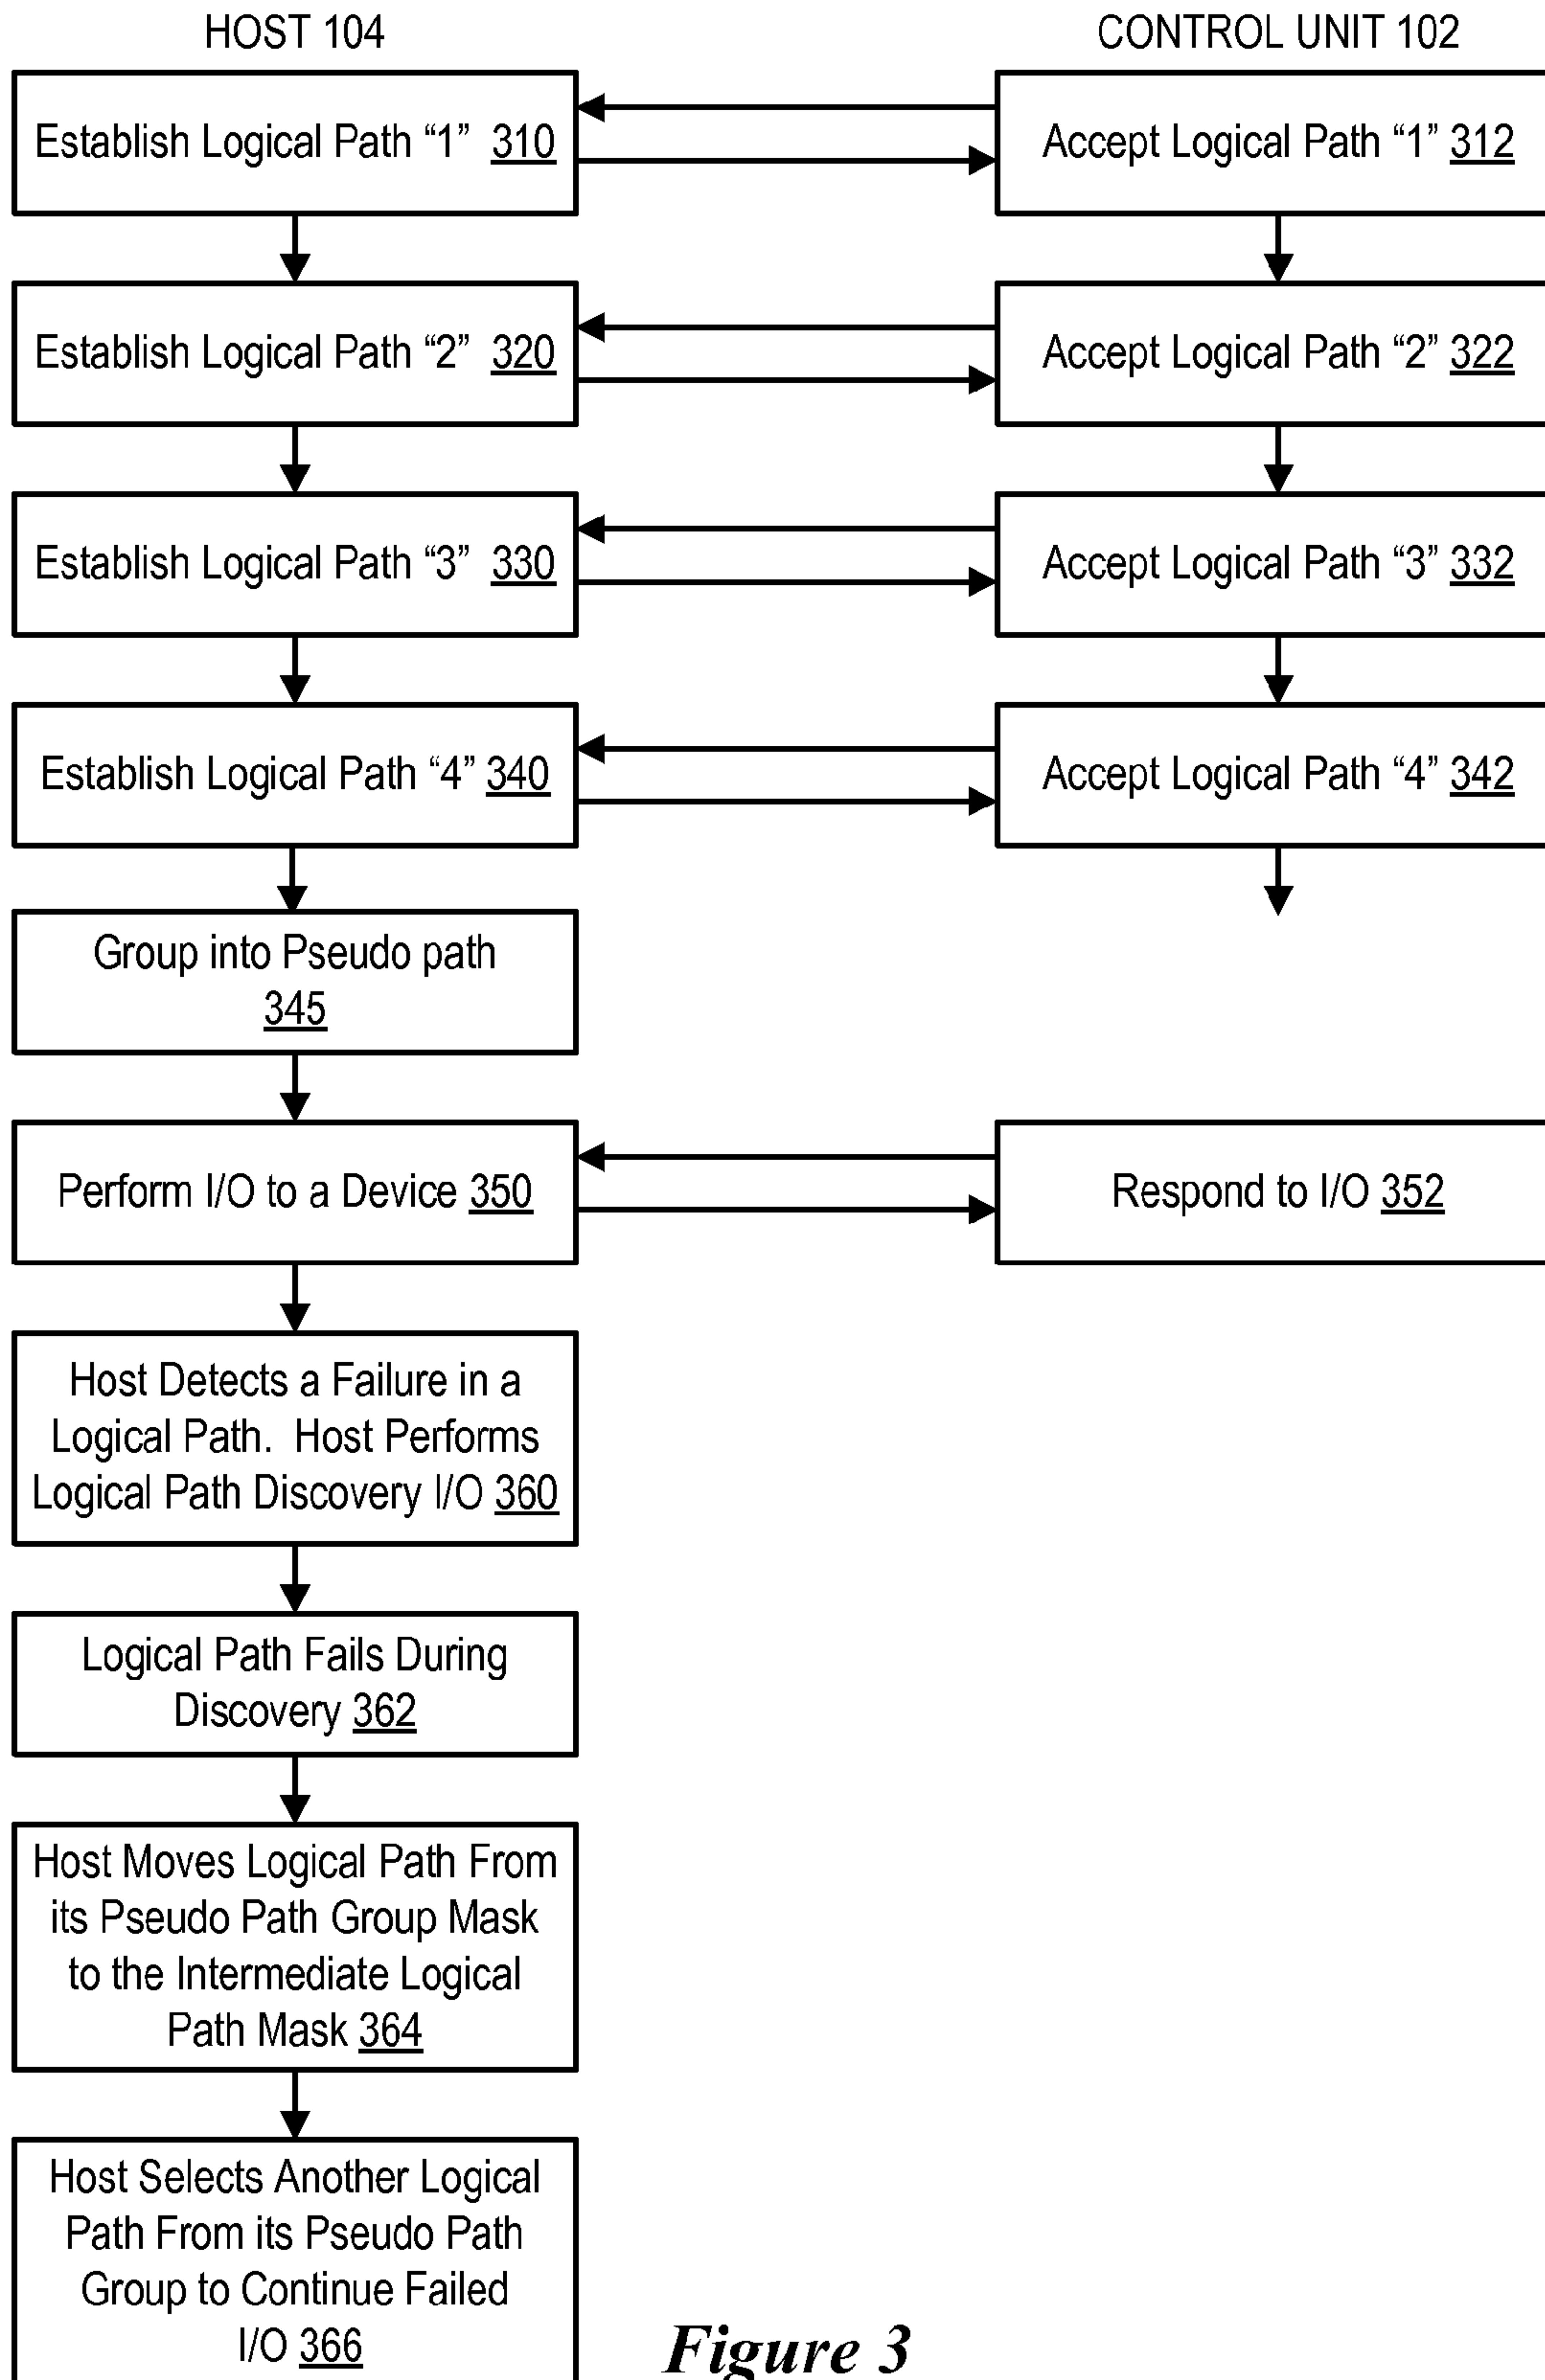 HOST 104
CONTROL UNIT 102
Establish Logical Path “1” 310
Accept Logical Path “1” 312
Establish Logical Path “2” 320
Accept Logical Path “2” 322
Establish Logical Path “3” 330
Accept Logical Path “3” 332
Establish Logical Path “4” 340
Accept Logical Path “4” 342
Group into Pseudo path
345
Perform I/O to a Device 350
Respond to I/O 352
Host Detects a Failure in a
Logical Path. Host Performs
Logical Path Discovery I/O 360
Logical Path Fails During
Discovery 362
Host Moves Logical Path From
its Pseudo Path Group Mask
to the Intermediate Logical
Path Mask 364
Host Selects Another Logical
Path From its Pseudo Path
Group to Continue Failed
I/O 366
Figure 3